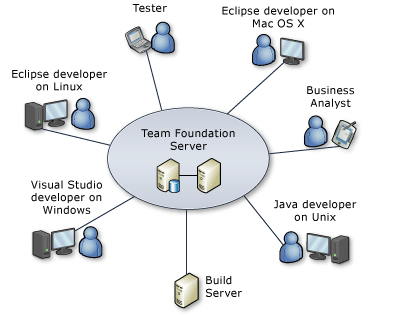 Tester
Eclipse developer on
Mac OS X
Eclipse developer
on Linux
Business
Analyst
Team Foundation
Server
Visual Studio
developer on
Windows
Java developer
on Unix
Build
Server